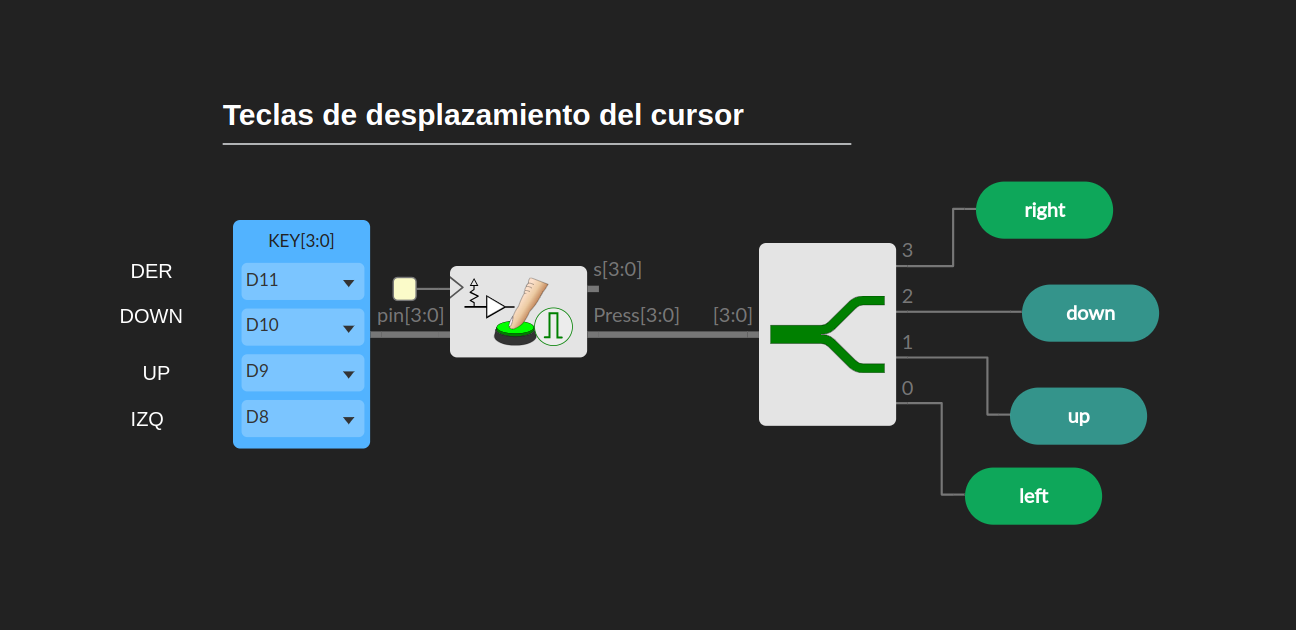 Teclas de desplazamiento del cursor
right
KEY[3:0]
3
DER
D11
s[3:0]
2
DOWN
D10
pin[3:0]
Press[3:0]
[3:0]
down
1
UP
D9
0
up
IZQ
D8
left